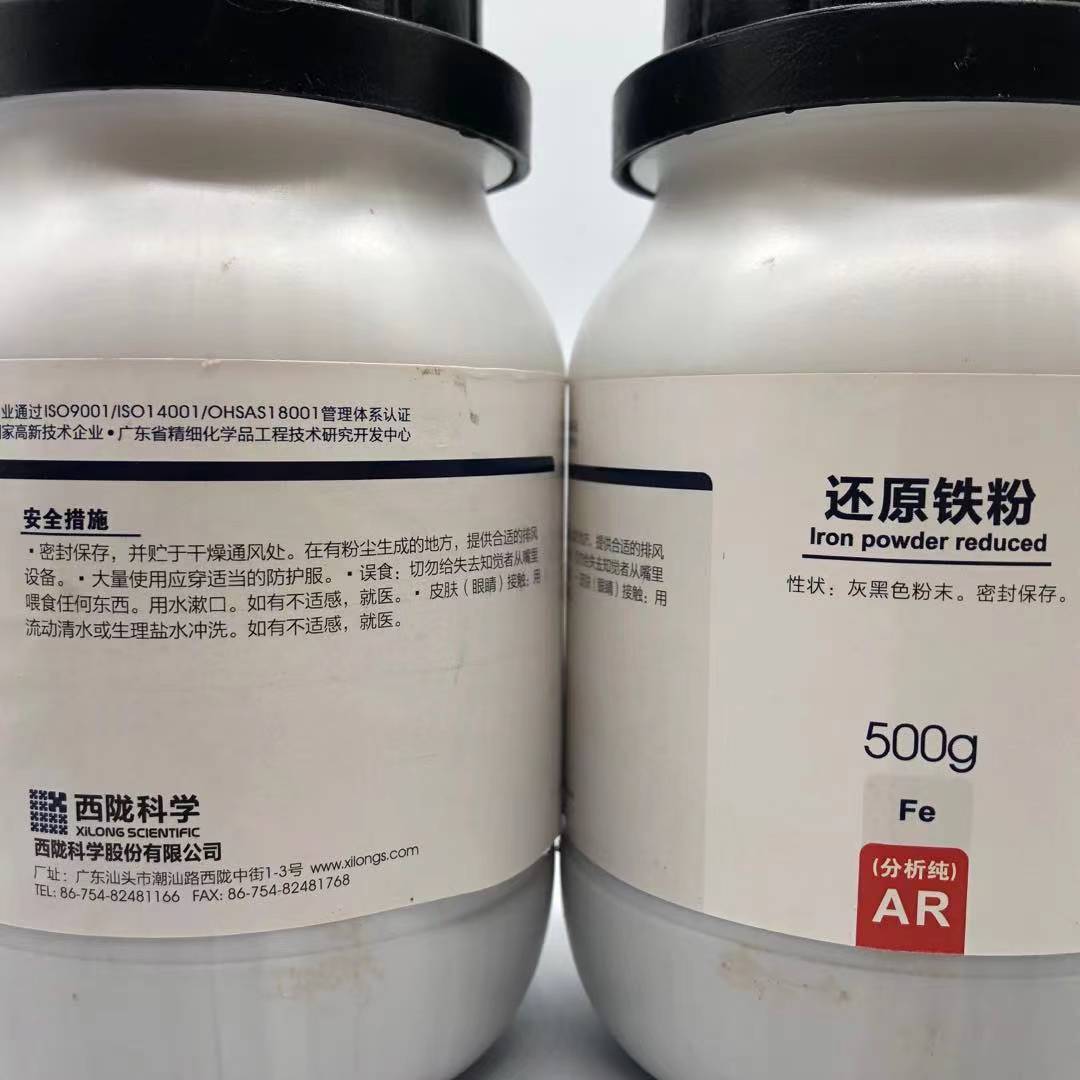 业通过ISO9001/ISO14001/OHSAS18001管理体系认证
家高新技术企业•广东省精细化学品工程技术研究开发中心
安全措施
•密封保存，并贮于干燥通风处。在有粉尘生成的地方，提供合适的排风
设备。•大量使用应穿适当的防护服。•误食：切勿给失去知觉者从嘴里
喂食任何东西。用水漱口。如有不适感，就医。•皮肤（眼睛）接触：用
流动清水或生理盐水冲洗。如有不适感，就医。
西陇科学
XiLONG SCIENTIFIC
西陇科学股份有限公司
厂址：广东汕头市潮汕路西陇中街1-3号 www.xilongs.com
TEL: 86-754-82481166 FAX: 86-754-82481768
地方，提供合适的排风
给失去知觉者从嘴里
（眼睛）接触：用
还原铁粉
Iron powder reduced
性状：灰黑色粉末。密封保存。
500g
Fe
(分析纯)
AR